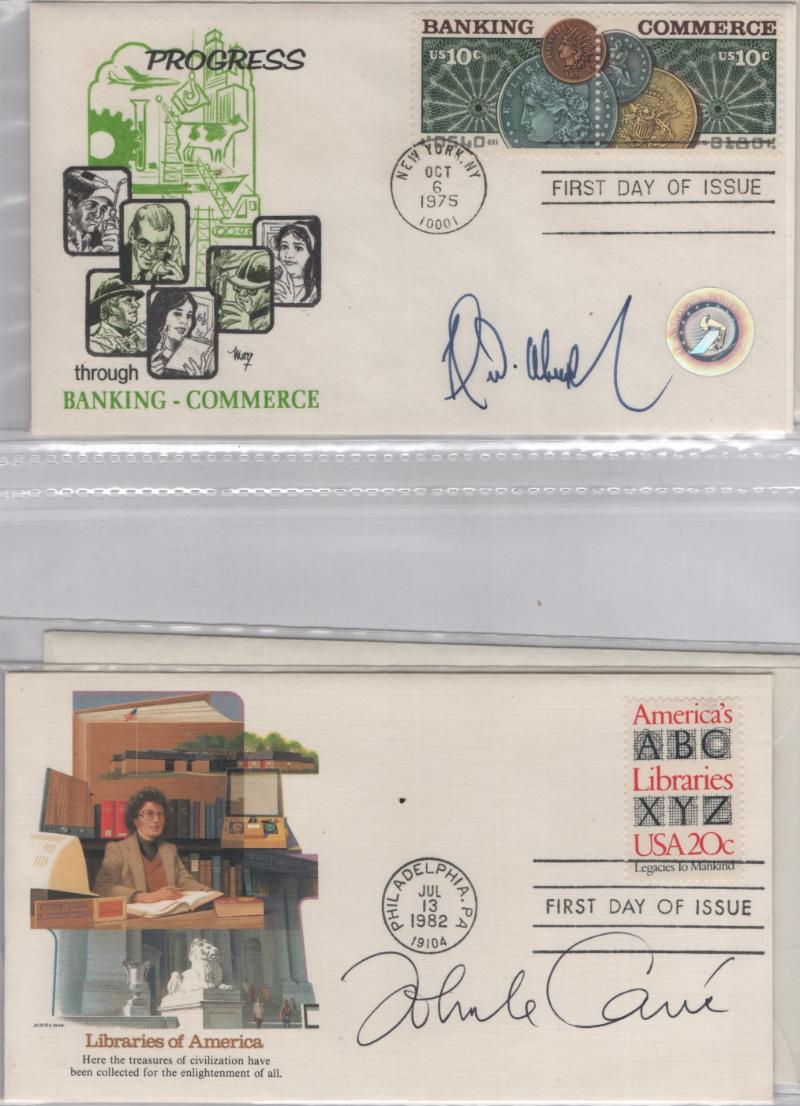 PROGRESS
through
BANKING - COMMERCE
BANKING COMMERCE
US10c US10c
NEW YORK, NY
OCT
6
1975
10001
FIRST DAY OF ISSUE
America's
ABC
Libraries
XYZ
USA20c
Legacies To Mankind
PHILADELPHIA, PA
JUL
13
1982
19104
FIRST DAY OF ISSUE
John le Carré
KOSLOW
Libraries of America
Here the treasures of civilization have
been collected for the enlightenment of all.